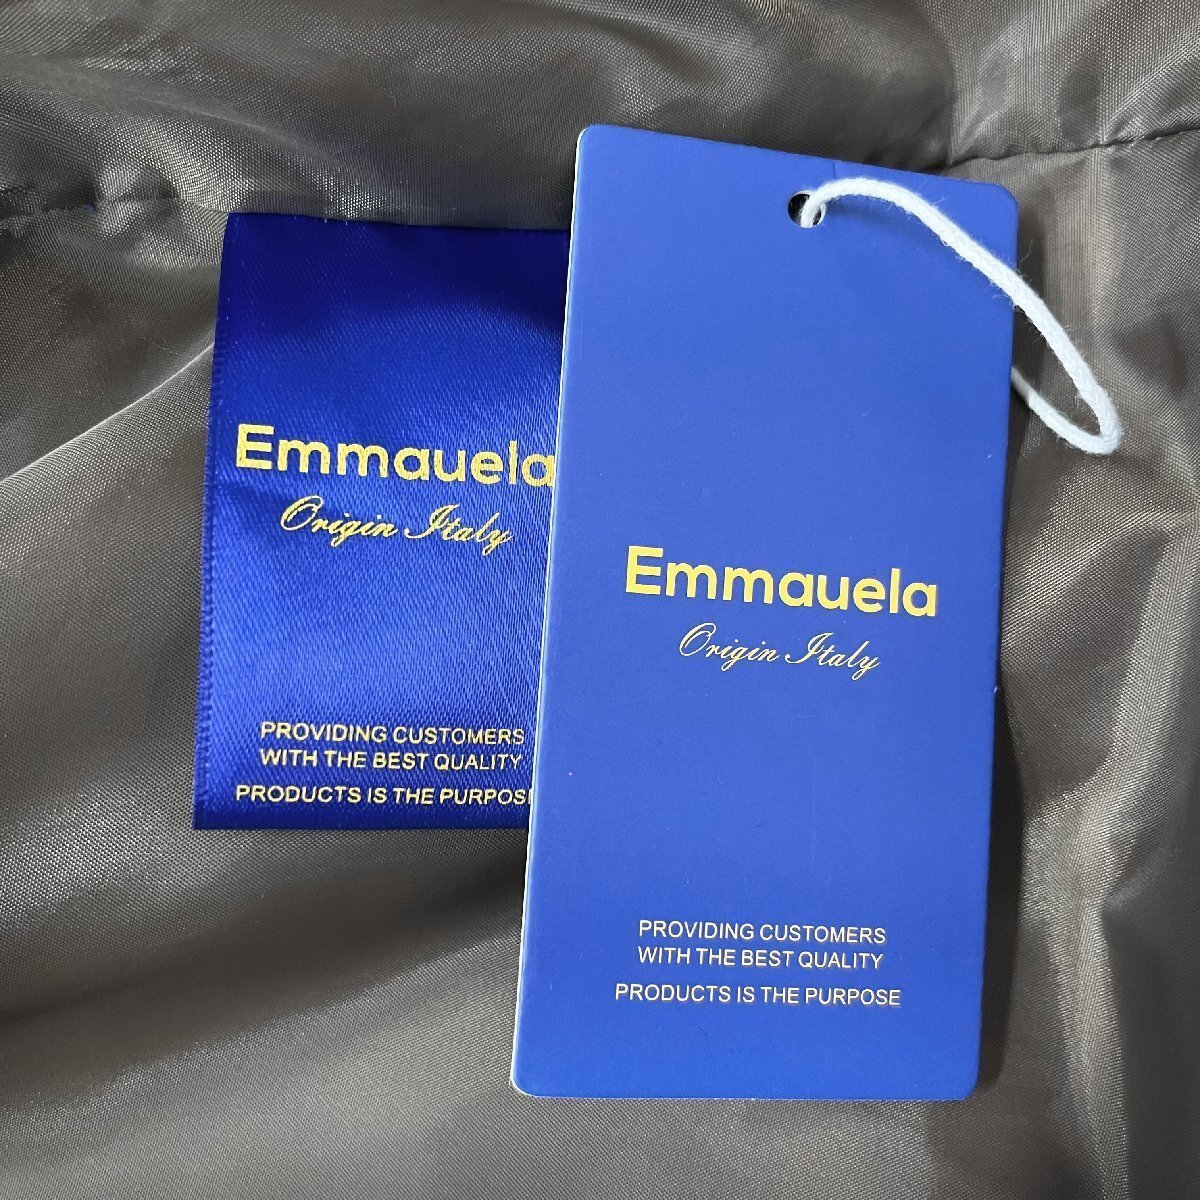 Emmauela
Origin Italy
PROVIDING CUSTOMERS
WITH THE BEST QUALITY
PRODUCTS IS THE PURPOSE
Emmauela
Origin Italy
PROVIDING CUSTOMERS
WITH THE BEST QUALITY
PRODUCTS IS THE PURPOSE